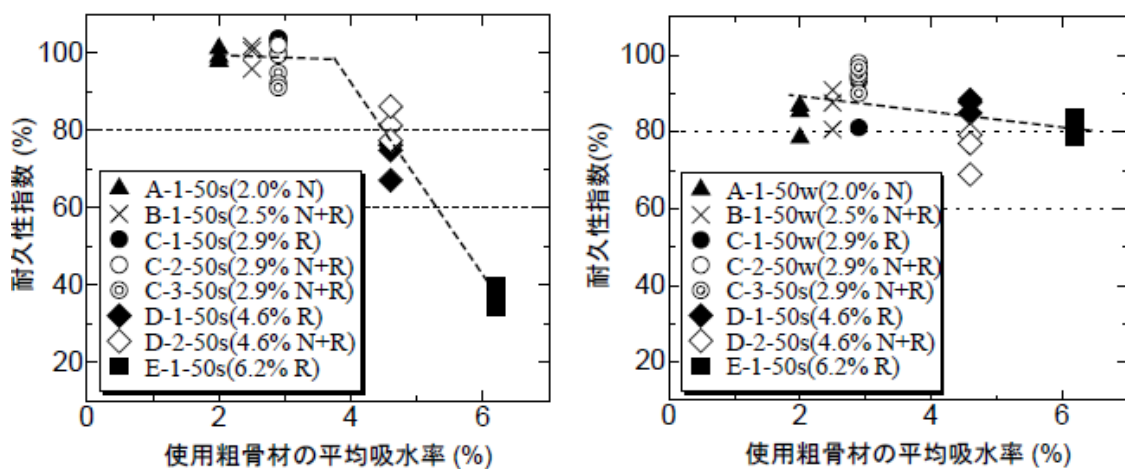 耐久性指数 (%)
100
80
60
40
20
A-1-50s(2.0% N)
B-1-50s(2.5% N+R)
C-1-50s(2.9% R)
C-2-50s(2.9% N+R)
C-3-50s(2.9% N+R)
D-1-50s(4.6% R)
D-2-50s(4.6% N+R)
E-1-50s(6.2% R)
0 2 4 6
使用粗骨材の平均吸水率 (%)
耐久性指数(%)
100
80
60
40
20
A-1-50w(2.0% N)
B-1-50w(2.5% N+R)
C-1-50w(2.9% R)
C-2-50w(2.9% N+R)
C-3-50s(2.9% N+R)
D-1-50s(4.6% R)
D-2-50s(4.6% N+R)
E-1-50s(6.2% R)
0 2 4 6
使用粗骨材の平均吸水率 (%)